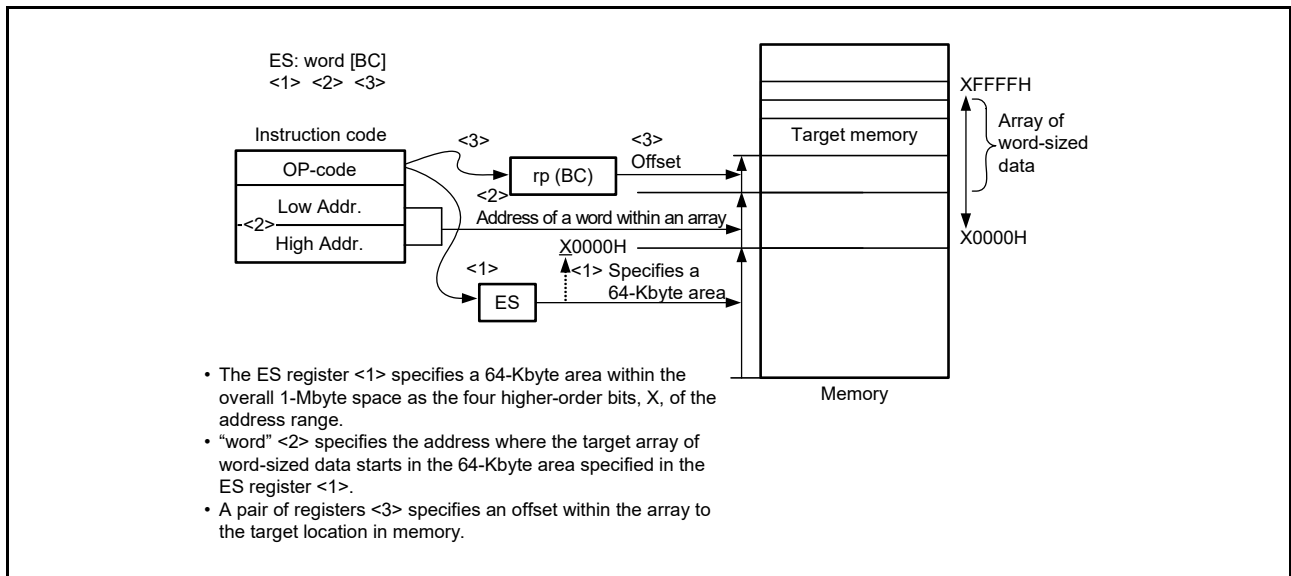 ES: word [BC]
<1> <2> <3>
Instruction code
OP-code
Low Addr.
<2>
High Addr.
<3>
rp (BC)
<3>
Offset
<2>
Address of a word within an array
X0000H
<1>
<1> Specifies a
64-Kbyte area
ES
Target memory
XFFFFH
Array of
word-sized
data
X0000H
Memory
• The ES register <1> specifies a 64-Kbyte area within the
overall 1-Mbyte space as the four higher-order bits, X, of the
address range.
• “word” <2> specifies the address where the target array of
word-sized data starts in the 64-Kbyte area specified in the
ES register <1>.
• A pair of registers <3> specifies an offset within the array to
the target location in memory.